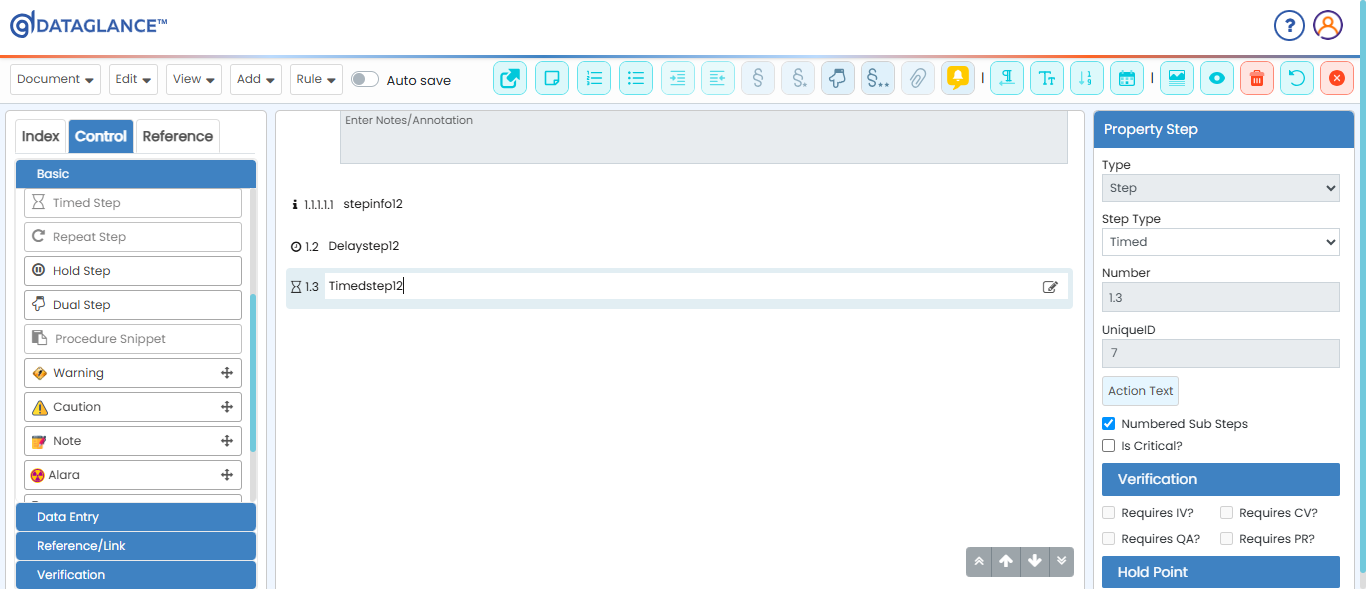 DATAGLANCE™
?
Document Edit View Add Rule Auto save
Index Control Reference
Basic
Timed Step
Repeat Step
Hold Step
Dual Step
Procedure Snippet
Warning
Caution
Note
Alara
Data Entry
Reference/Link
Verification
Enter Notes/Annotation
1.1.1.1.1 stepinfo12
1.2 Delaystep12
1.3 Timedstep12
Property Step
Type
Step
Step Type
Timed
Number
1.3
UniqueID
7
Action Text
Numbered Sub Steps
Is Critical?
Verification
Requires IV? Requires CV?
Requires QA? Requires PR?
Hold Point